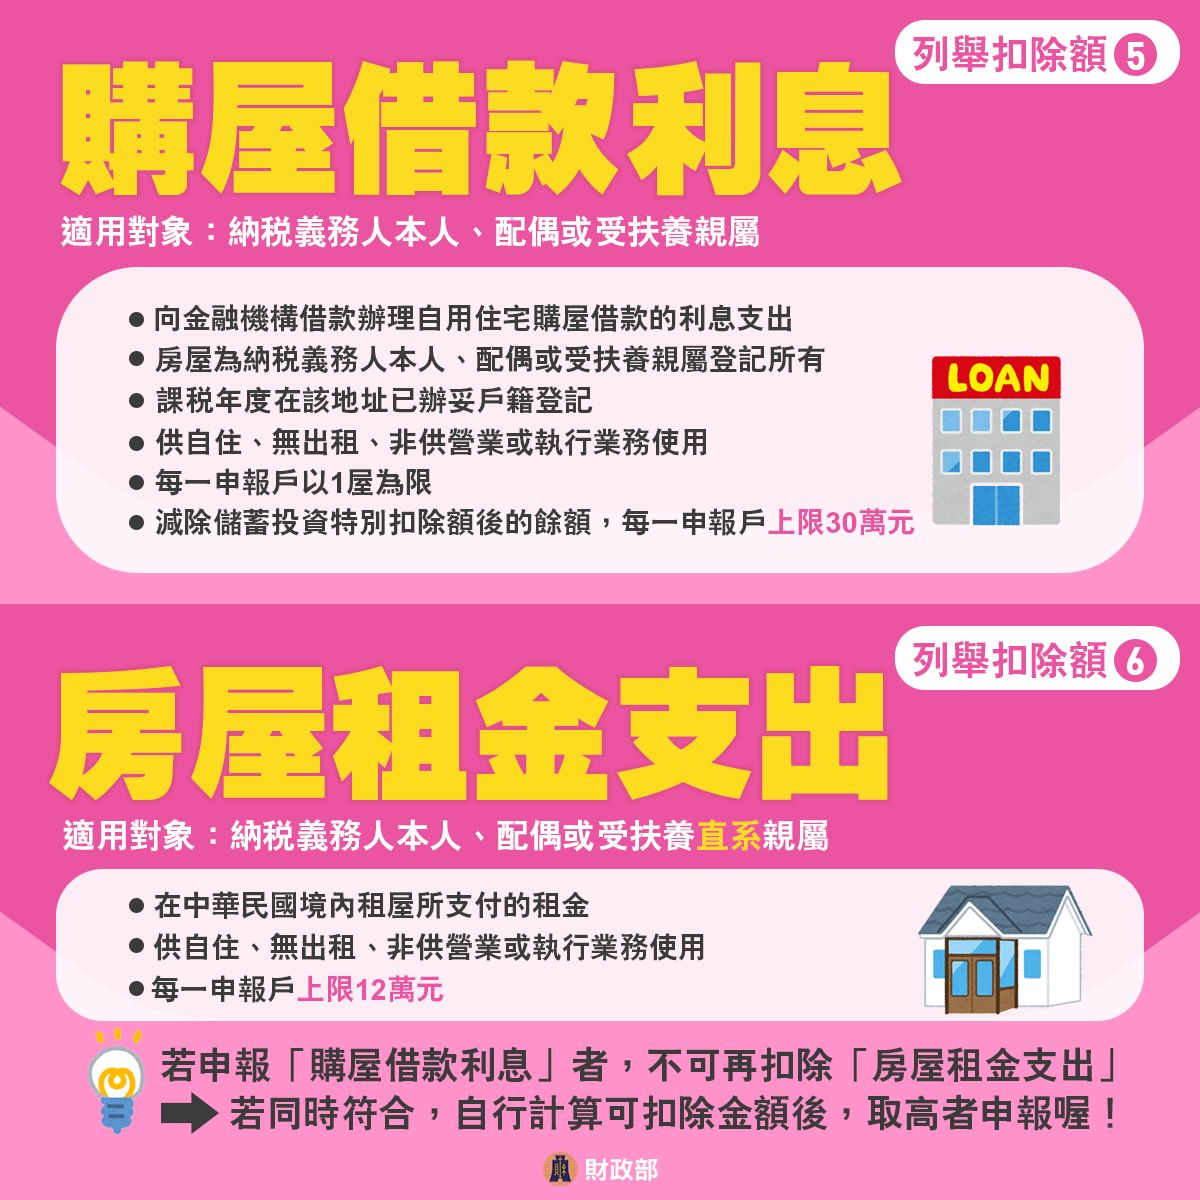 列舉扣除額5
購屋借款利息
適用對象：納税義務人本人、配偶或受扶養親屬
● 向金融機構借款辦理自用住宅購屋借款的利息支出
● 房屋為納税義務人本人、配偶或受扶養親屬登記所有
● 課税年度在該地址已辦妥戶籍登記
● 供自住、無出租、非供營業或執行業務使用
● 每一申報戶以1屋為限
● 減除儲蓄投資特別扣除額後的餘額，每一申報戶上限30萬元
LOAN
列舉扣除額6
房屋租金支出
適用對象：納税義務人本人、配偶或受扶養直系親屬
● 在中華民國境內租屋所支付的租金
● 供自住、無出租、非供營業或執行業務使用
● 每一申報戶上限12萬元
若申報「購屋借款利息」者，不可再扣除「房屋租金支出」
若同時符合，自行計算可扣除金額後，取高者申報喔！
財政部